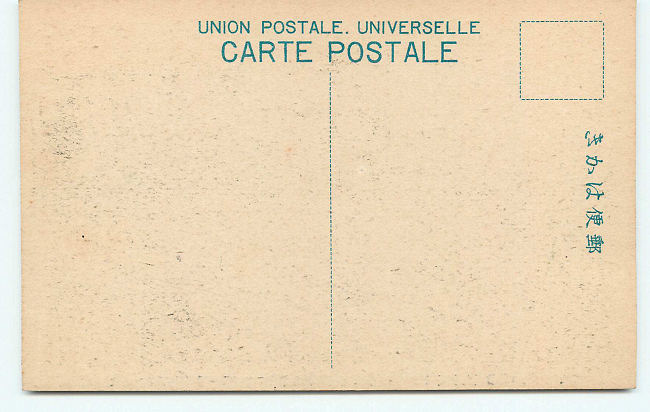 UNION POSTALE. UNIVERSELLE
CARTE POSTALE
郵便はかき